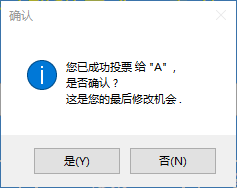 确认
您已成功投票 给 "A" ，
是否确认？
这是您的最后修改机会 .
是(Y)
否(N)